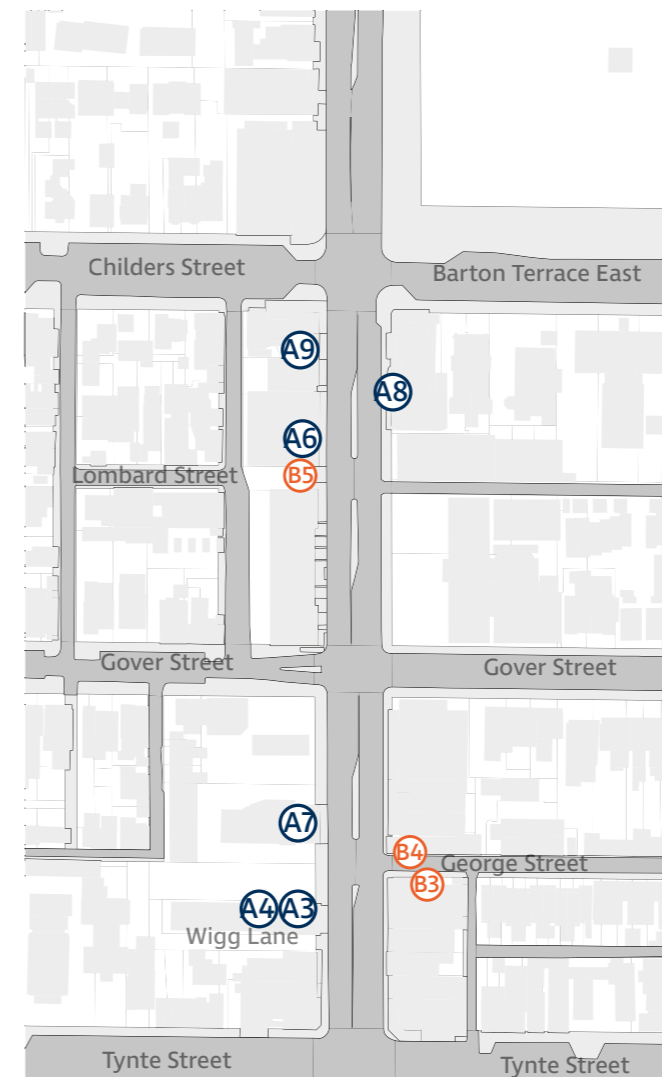 Childers Street
Barton Terrace East
A9
A8
A6
Lombard Street
B5
Gover Street
Gover Street
A7
B4
George Street
B3
A4
A3
Wigg Lane
Tynte Street
Tynte Street